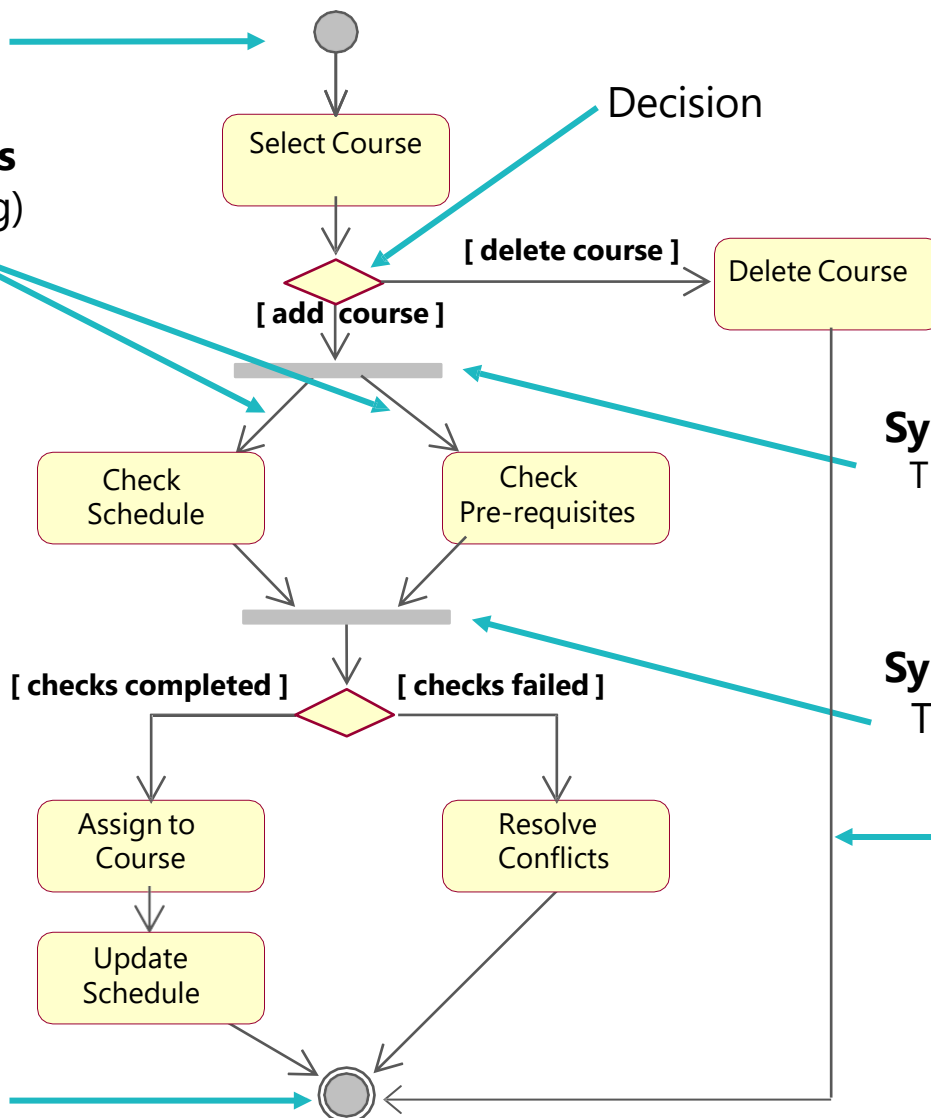 Decision
Select Course
s
g)
[ delete course ]
Delete Course
[ add course ]
Sy
T
Check
Schedule
Check
Pre-requisites
Sy
T
[ checks completed ]
[ checks failed ]
Assign to
Course
Resolve
Conflicts
Update
Schedule